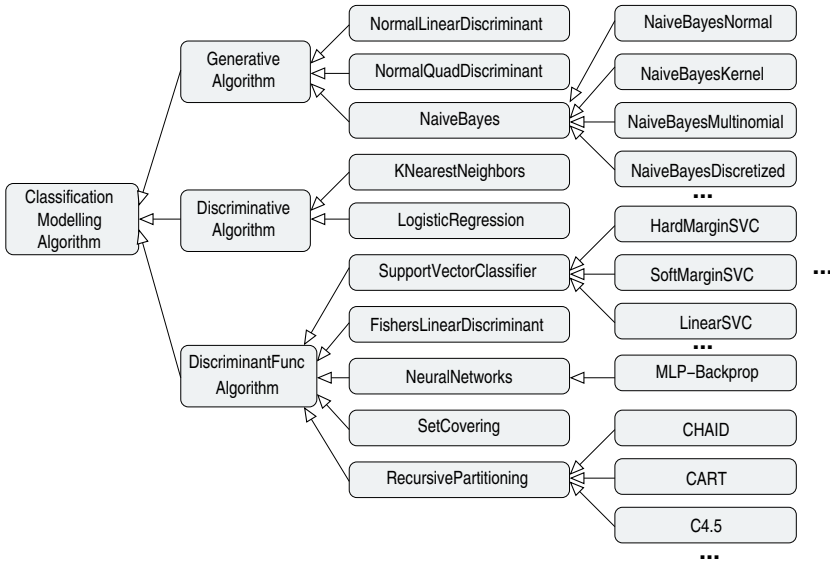 Classification
Modelling
Algorithm
Generative
Algorithm
NormalLinearDiscriminant
NormalQuadDiscriminant
NaiveBayes
NaiveBayesNormal
NaiveBayesKernel
NaiveBayesMultinomial
NaiveBayesDiscretized
...
Discriminative
Algorithm
KNearestNeighbors
LogisticRegression
DiscriminantFunc
Algorithm
SupportVectorClassifier
HardMarginSVC
SoftMarginSVC
...
LinearSVC
...
FishersLinearDiscriminant
NeuralNetworks
MLP−Backprop
SetCovering
RecursivePartitioning
CHAID
CART
C4.5
...